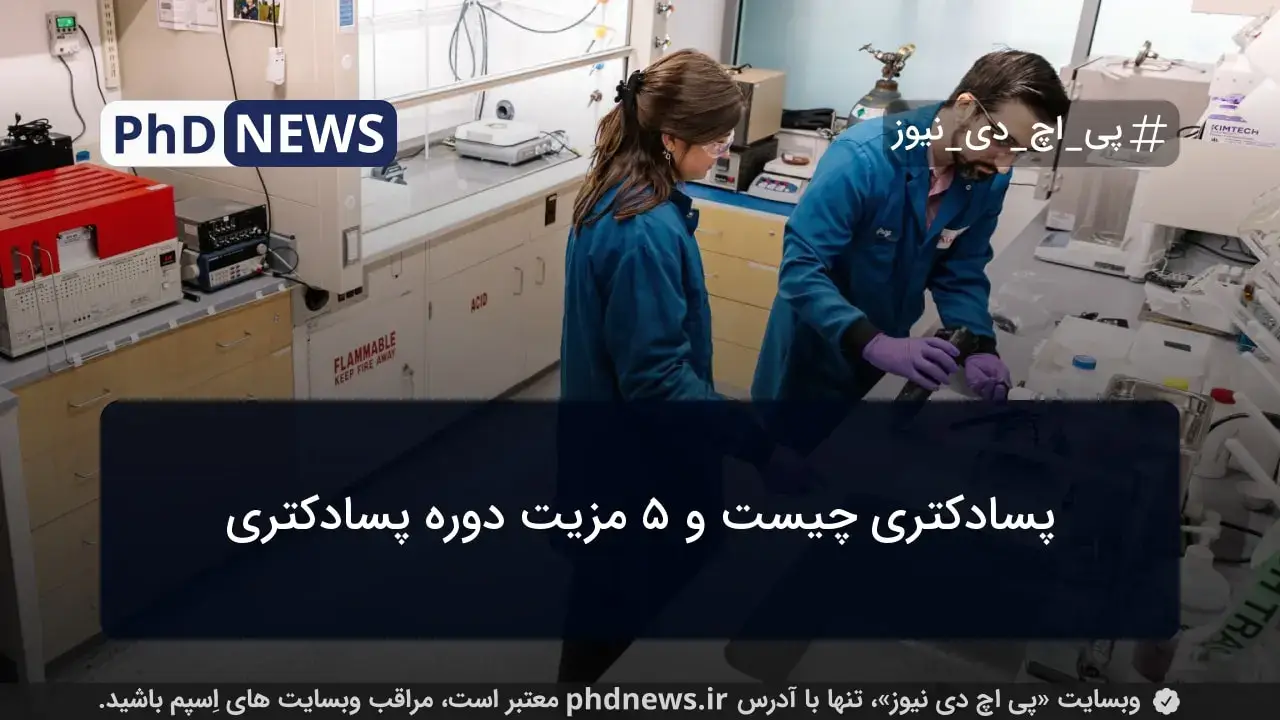 PhD NEWS
#پی_اچ_دی_نیوز
KIMTECH
ACID
FLAMMABLE
KEEP FIRE AWAY
پسادکتری چیست و ۵ مزیت دوره پسادکتری
وبسایت «پی اچ دی نیوز»، تنها با آدرس phdnews.ir معتبر است، مراقب وبسایت های اِسپم باشید.